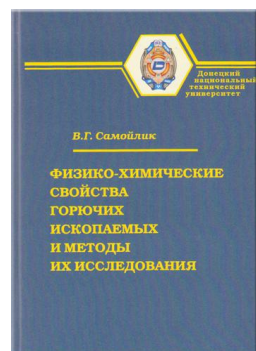 Донецкий
национальный
технический
университет
В.Г. Самойлик
ФИЗИКО-ХИМИЧЕСКИЕ
СВОЙСТВА
ГОРЮЧИХ
ИСКОПАЕМЫХ
И МЕТОДЫ
ИХ ИССЛЕДОВАНИЯ